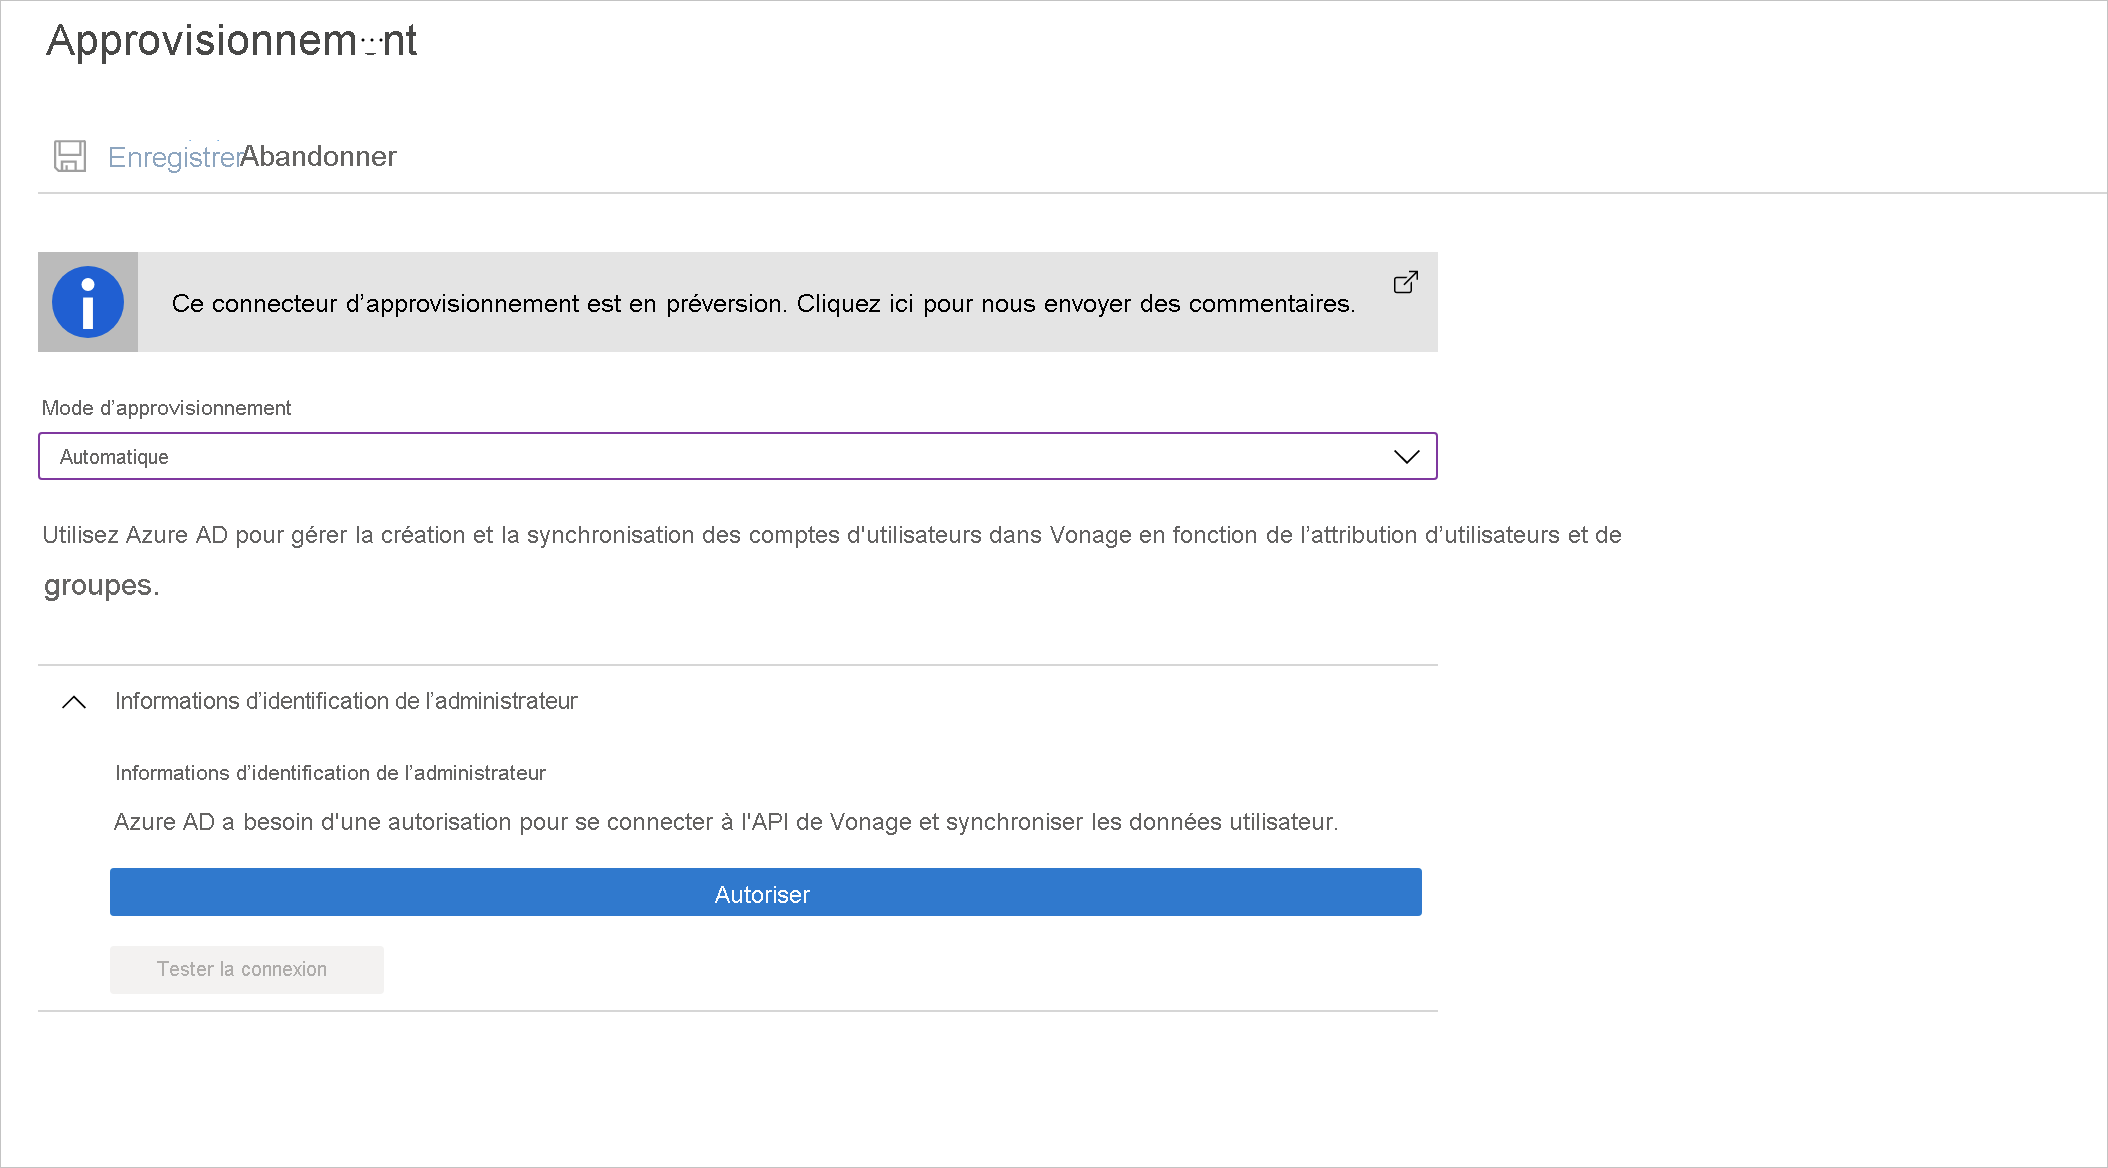 Approvisionnement
Enregistrer Abandonner
Ce connecteur d’approvisionnement est en préversion. Cliquez ici pour nous envoyer des commentaires.
Mode d’approvisionnement
Automatique
Utilisez Azure AD pour gérer la création et la synchronisation des comptes d'utilisateurs dans Vonage en fonction de l’attribution d’utilisateurs et de
groupes.
Informations d’identification de l’administrateur
Informations d’identification de l’administrateur
Azure AD a besoin d'une autorisation pour se connecter à l'API de Vonage et synchroniser les données utilisateur.
Autoriser
Tester la connexion